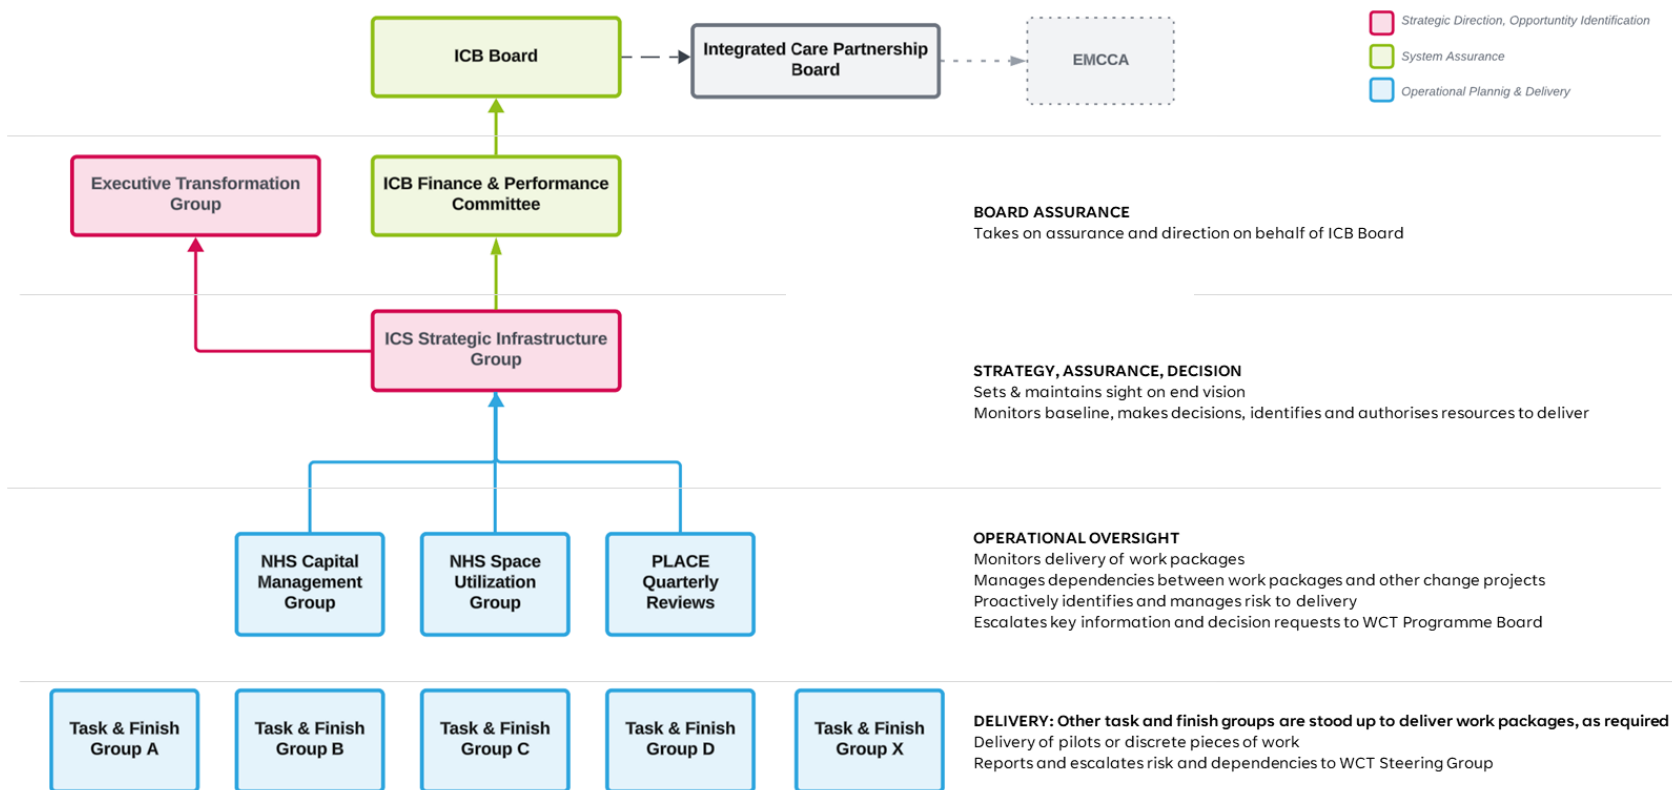 ICB Board
Integrated Care Partnership
Board
EMCCA
Strategic Direction, Opportuntity Identification
System Assurance
Operational Plannig & Delivery
Executive Transformation
Group
ICB Finance & Performance
Committee
BOARD ASSURANCE
Takes on assurance and direction on behalf of ICB Board
ICS Strategic Infrastructure
Group
STRATEGY, ASSURANCE, DECISION
Sets & maintains sight on end vision
Monitors baseline, makes decisions, identifies and authorises resources to deliver
NHS Capital
Management
Group
NHS Space
Utilization
Group
PLACE
Quarterly
Reviews
OPERATIONAL OVERSIGHT
Monitors delivery of work packages
Manages dependencies between work packages and other change projects
Proactively identifies and manages risk to delivery
Escalates key information and decision requests to WCT Programme Board
Task & Finish
Group A
Task & Finish
Group B
Task & Finish
Group C
Task & Finish
Group D
Task & Finish
Group X
DELIVERY: Other task and finish groups are stood up to deliver work packages, as required
Delivery of pilots or discrete pieces of work
Reports and escalates risk and dependencies to WCT Steering Group